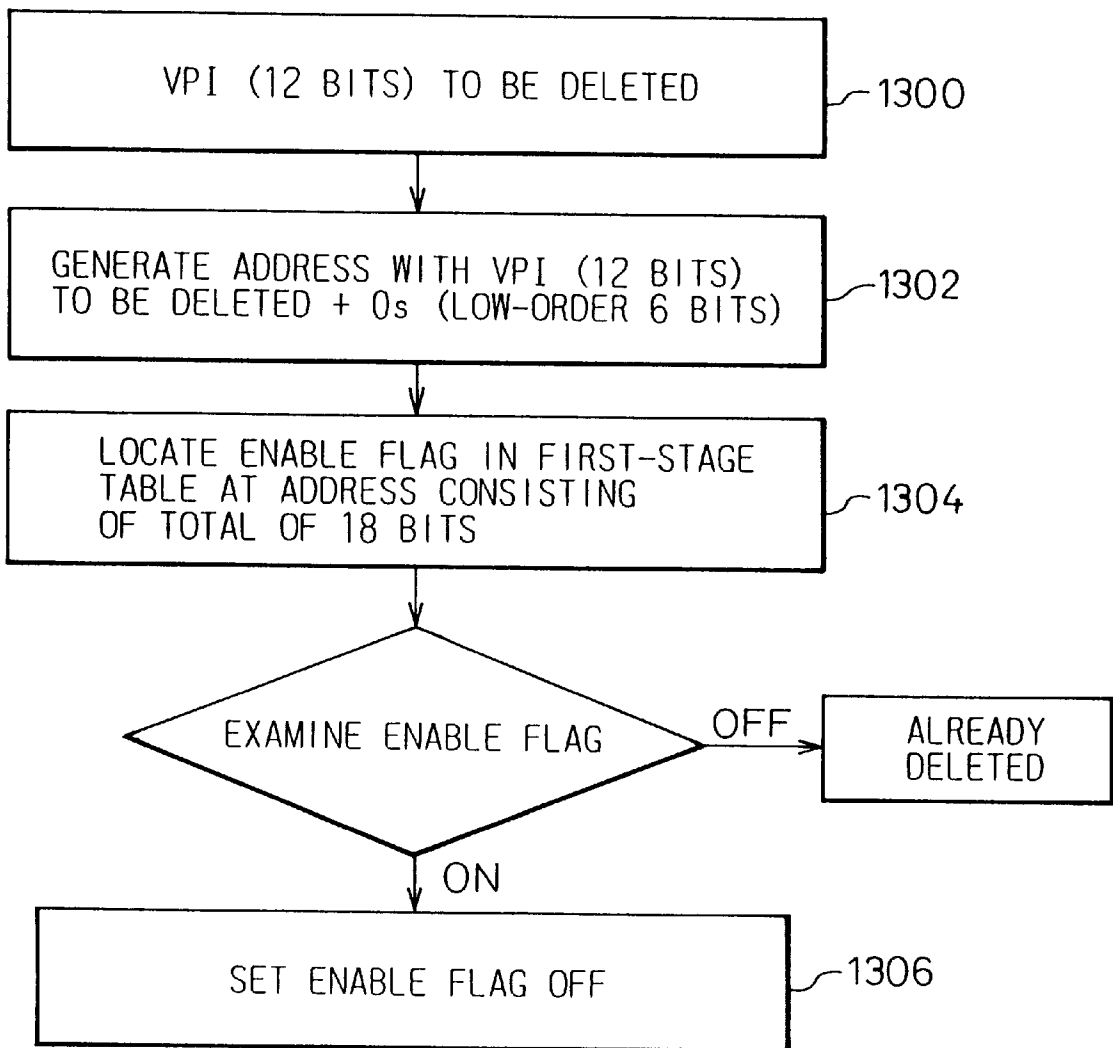 VPI (12 BITS) TO BE DELETED
1300
GENERATE ADDRESS WITH VPI (12 BITS)
TO BE DELETED + 0s (LOW-ORDER 6 BITS)
1302
LOCATE ENABLE FLAG IN FIRST-STAGE
TABLE AT ADDRESS CONSISTING
OF TOTAL OF 18 BITS
1304
EXAMINE ENABLE FLAG
OFF
ALREADY
DELETED
ON
SET ENABLE FLAG OFF
1306